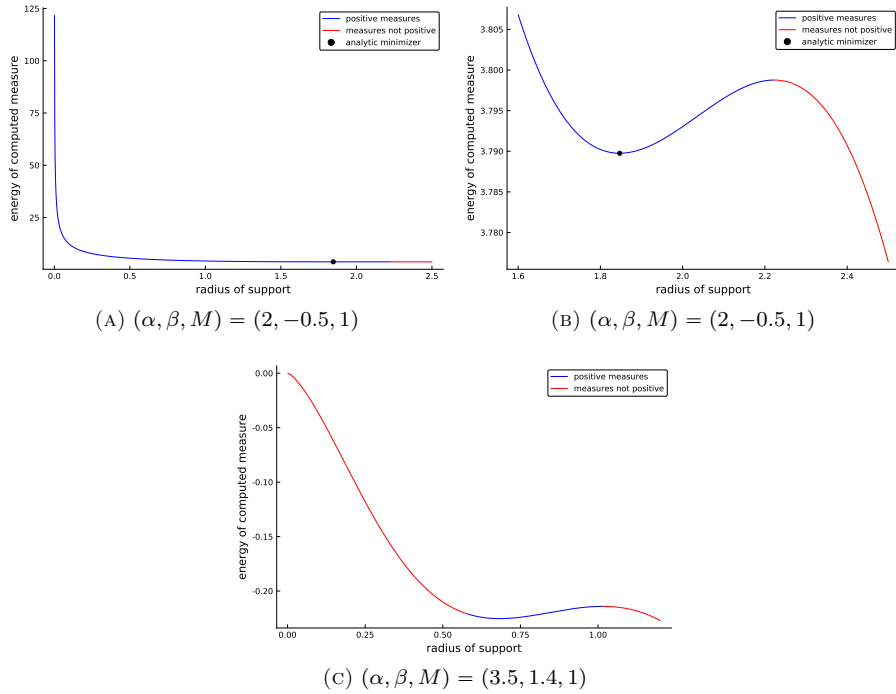 positive measures
measures not positive
analytic minimizer
energy of computed measure
125
100
75
50
25
0.0 0.5 1.0 1.5 2.0 2.5
radius of support
(A) (α, β, M) = (2, −0.5, 1)
positive measures
measures not positive
analytic minimizer
energy of computed measure
3.805
3.800
3.795
3.790
3.785
3.780
1.6 1.8 2.0 2.2 2.4
radius of support
(B) (α, β, M) = (2, −0.5, 1)
positive measures
measures not positive
energy of computed measure
0.00
-0.05
-0.10
-0.15
-0.20
0.00 0.25 0.50 0.75 1.00
radius of support
(C) (α, β, M) = (3.5, 1.4, 1)